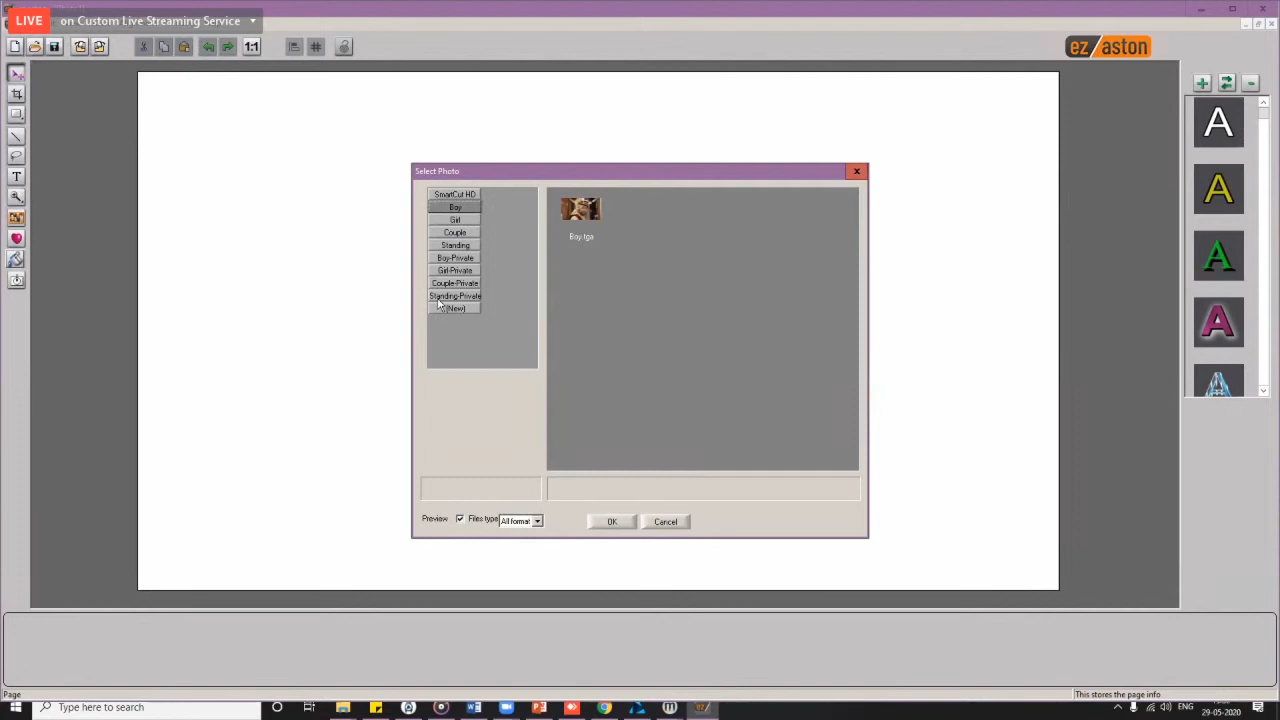 LIVE on Custom Live Streaming Service
1:1
ez aston
A
A
A
A
A
T
Select Photo
SmartCut HD
Boy
Girl
Couple
Standing
Boy-Private
Girl-Private
Couple-Private
Standing-Private
(New)
Boy.tga
Preview Files type All format OK Cancel
Page This stores the page info
Type here to search
ENG
29-05-2020